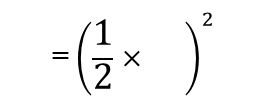 = (1/2 ×   )²